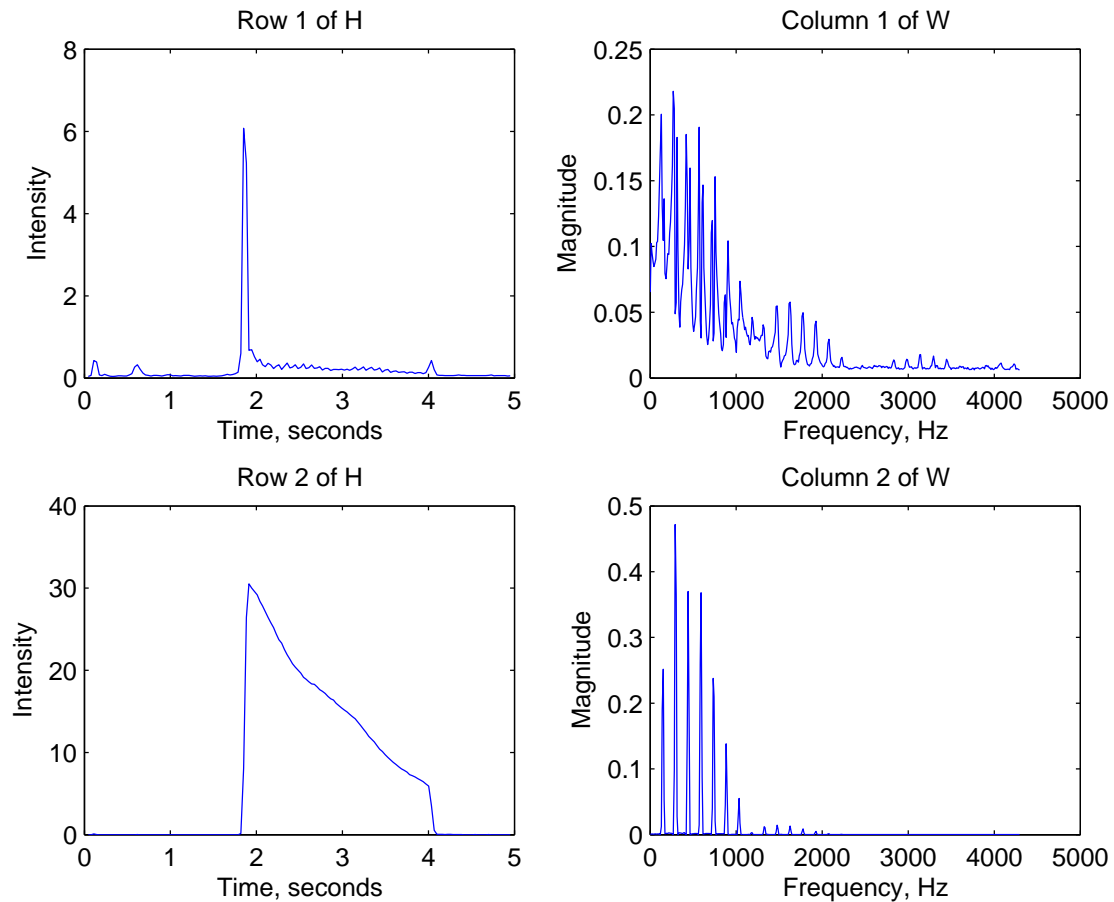 Row 1 of H
8
6
4
2
0
Intensity
0 1 2 3 4 5
Time, seconds
Column 1 of W
0.25
0.2
0.15
0.1
0.05
0
Magnitude
0 1000 2000 3000 4000 5000
Frequency, Hz
Row 2 of H
40
30
20
10
0
Intensity
0 1 2 3 4 5
Time, seconds
Column 2 of W
0.5
0.4
0.3
0.2
0.1
0
Magnitude
0 1000 2000 3000 4000 5000
Frequency, Hz